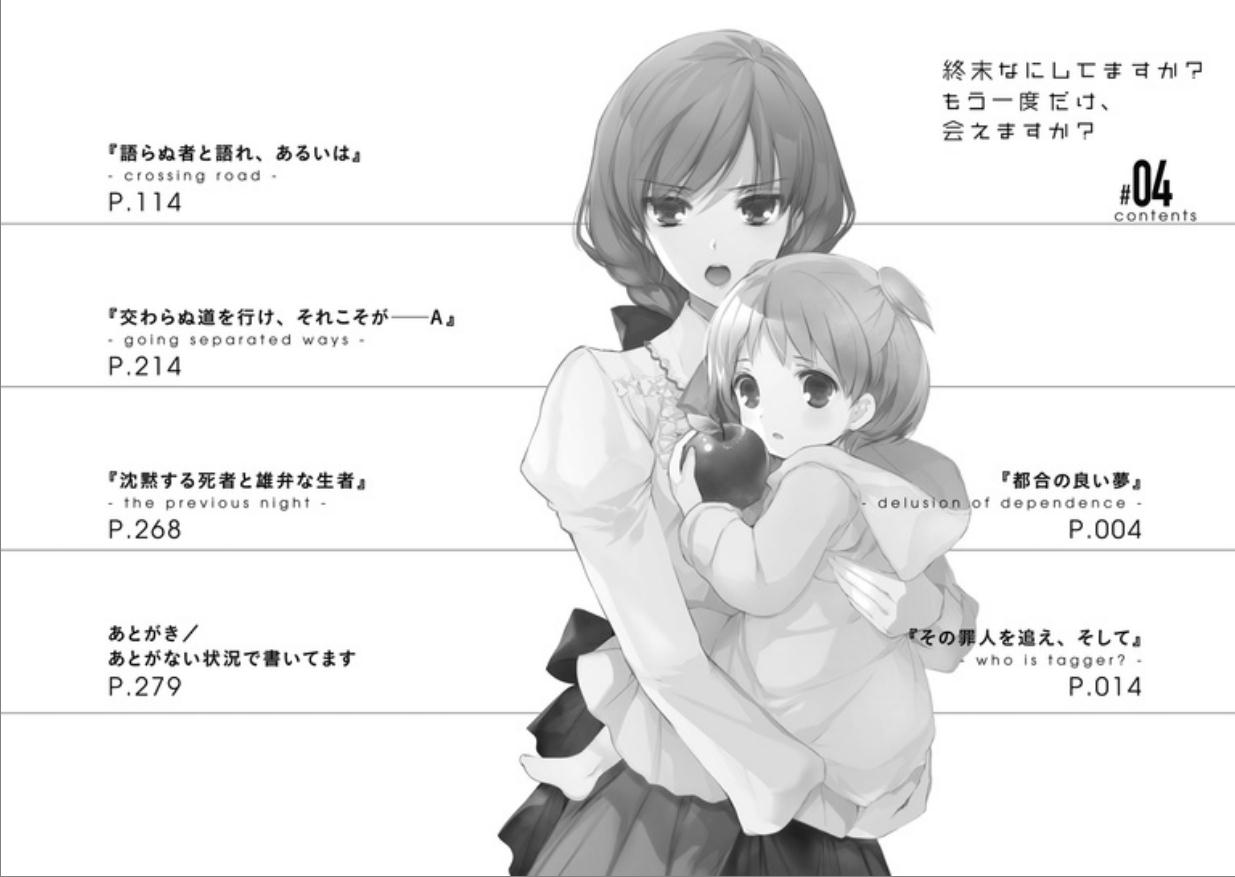 終末なにしてますか?
もう一度だけ、
会えますか?
#04
contents
『都合の良い夢』
- delusion of dependence -
P.004
『その罪人を追え、そして』
- who is tagger? -
P.014
『語らぬ者と語れ、あるいは』
- crossing road -
P.114
『交わらぬ道を行け、それこそが――A』
- going separated ways -
P.214
『沈黙する死者と雄弁な生者』
- the previous night -
P.268
あとがき／
あとがない状況で書いてます
P.279